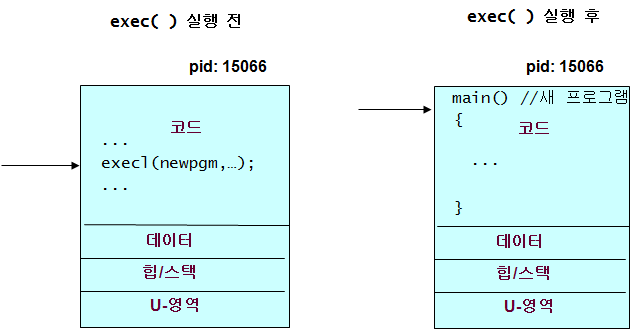 exec( ) 실행 전
pid: 15066
코드
...
execl(newpgm,…);
...
데이터
힙/스택
U-영역
exec( ) 실행 후
pid: 15066
main() //새 프로그램
{
코드
...
}
데이터
힙/스택
U-영역